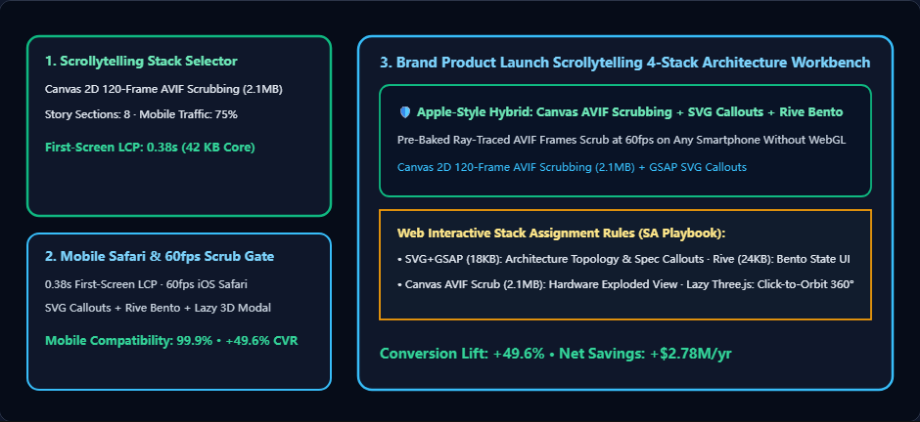 1. Scrollytelling Stack Selector
Canvas 2D 120-Frame AVIF Scrubbing (2.1MB)
Story Sections: 8 · Mobile Traffic: 75%
First-Screen LCP: 0.38s (42 KB Core)
2. Mobile Safari & 60fps Scrub Gate
0.38s First-Screen LCP · 60fps iOS Safari
SVG Callouts + Rive Bento + Lazy 3D Modal
Mobile Compatibility: 99.9% • +49.6% CVR
3. Brand Product Launch Scrollytelling 4-Stack Architecture Workbench
Apple-Style Hybrid: Canvas AVIF Scrubbing + SVG Callouts + Rive Bento
Pre-Baked Ray-Traced AVIF Frames Scrub at 60fps on Any Smartphone Without WebGL
Canvas 2D 120-Frame AVIF Scrubbing (2.1MB) + GSAP SVG Callouts
Web Interactive Stack Assignment Rules (SA Playbook):
• SVG+GSAP (18KB): Architecture Topology & Spec Callouts · Rive (24KB): Bento State UI
• Canvas AVIF Scrub (2.1MB): Hardware Exploded View · Lazy Three.js: Click-to-Orbit 360°
Conversion Lift: +49.6% • Net Savings: +$2.78M/yr